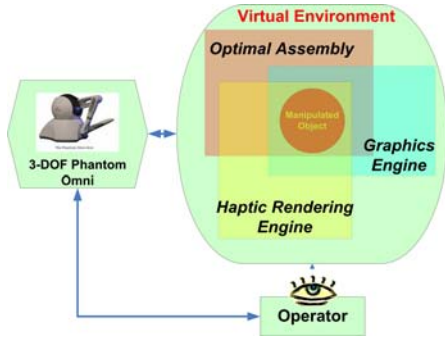 Virtual Environment
Optimal Assembly
Manipulated
Object
Graphics
Engine
3-DOF Phantom
Omni
Haptic Rendering
Engine
Operator